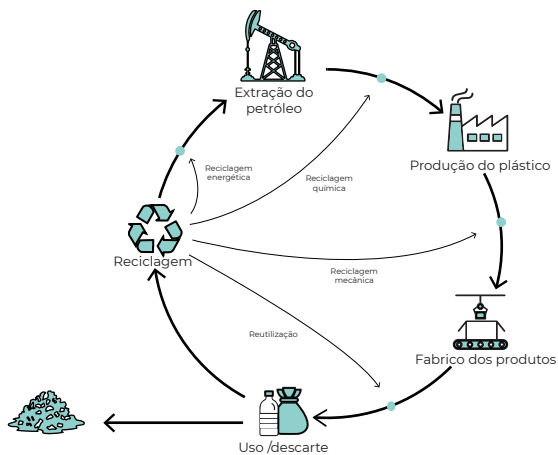 Extração do
petróleo
Produção do plástico
Reciclagem
energética
Reciclagem
química
Reciclagem
Reciclagem
mecânica
Reutilização
Fabrico dos produtos
Uso /descarte